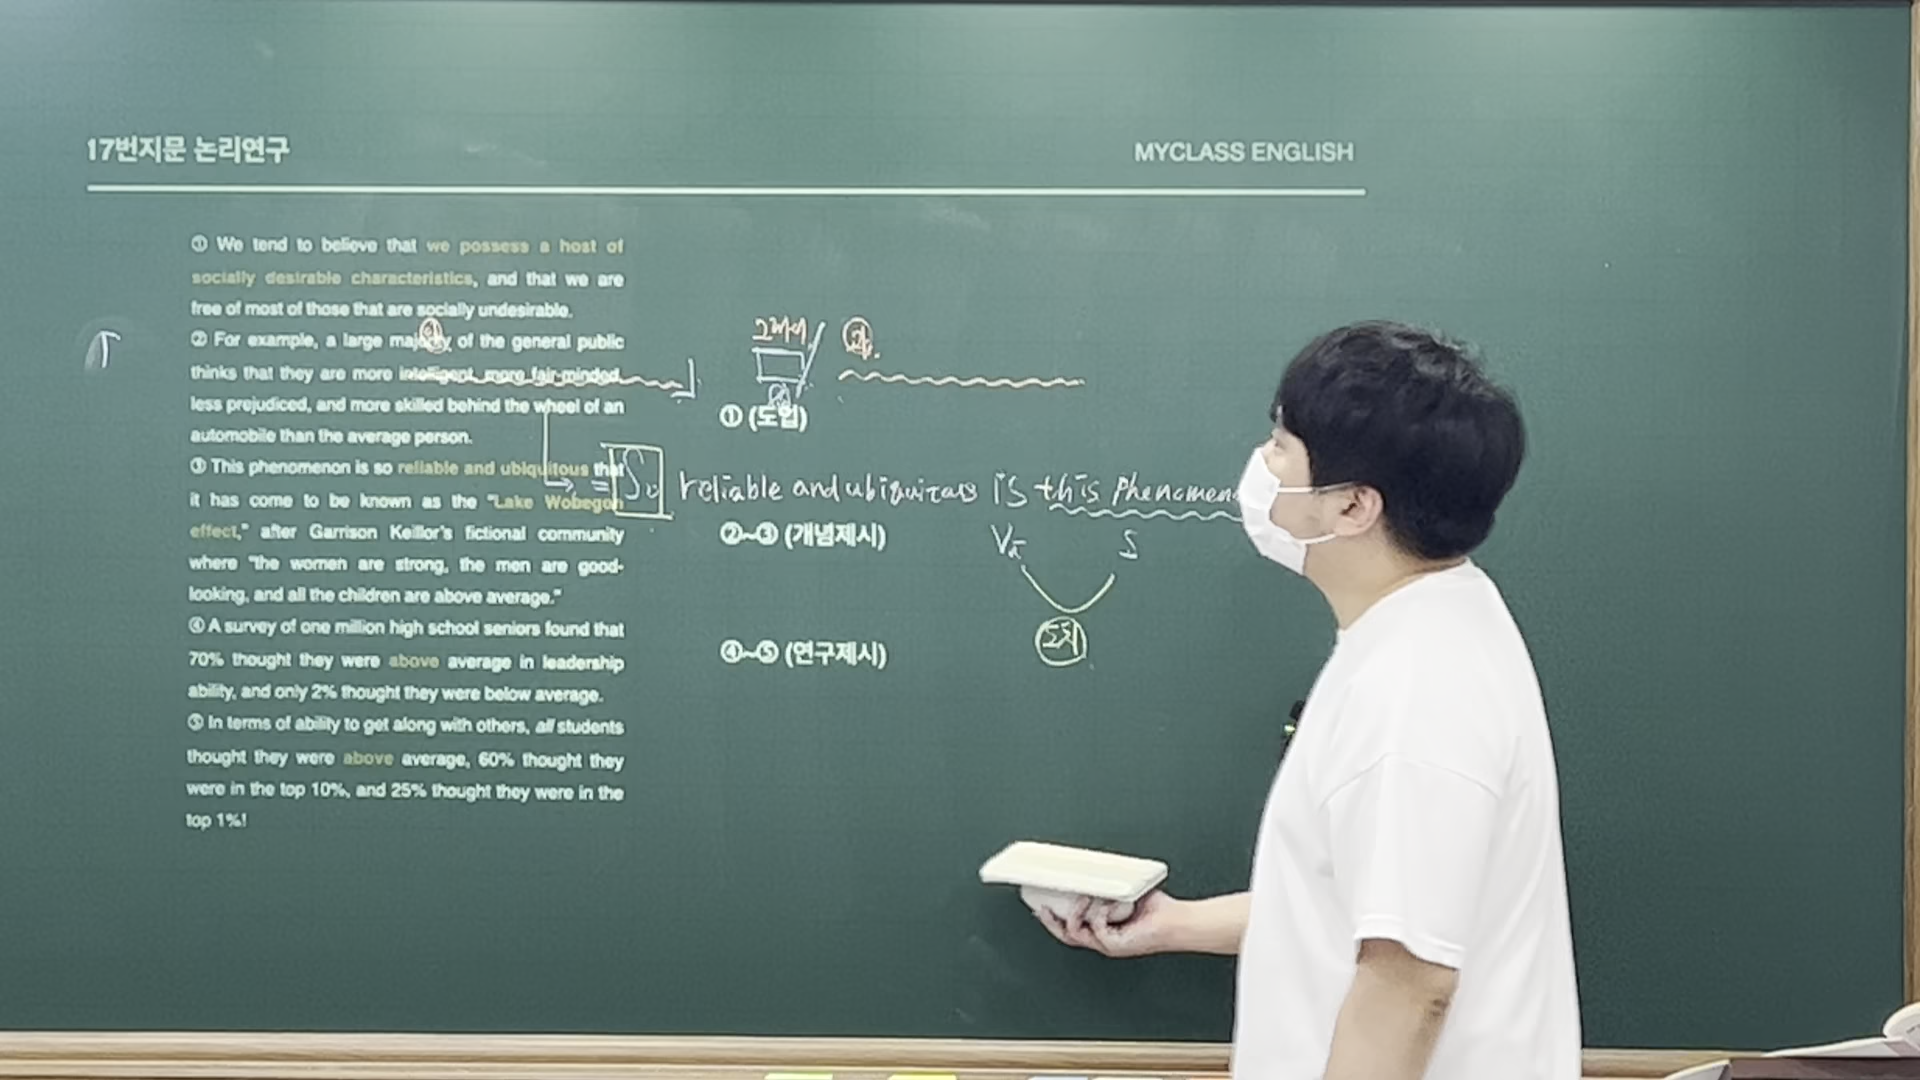 17번지문 논리연구
MYCLASS ENGLISH
① We tend to believe that we possess a host of
socially desirable characteristics, and that we are
free of most of those that are socially undesirable.
② For example, a large majority of the general public
thinks that they are more intelligent, more fair-minded,
less prejudiced, and more skilled behind the wheel of an
automobile than the average person.
③ This phenomenon is so reliable and ubiquitous that
it has come to be known as the "Lake Wobegon
effect," after Garrison Keillor's fictional community
where "the women are strong, the men are good-
looking, and all the children are above average."
④ A survey of one million high school seniors found that
70% thought they were above average in leadership
ability, and only 2% thought they were below average.
⑤ In terms of ability to get along with others, all students
thought they were above average, 60% thought they
were in the top 10%, and 25% thought they were in the
top 1%!
그래서
① (도입)
= So reliable and ubiquitous is this Phenomen
②~③ (개념제시)
V
S
도치
④~⑤ (연구제시)